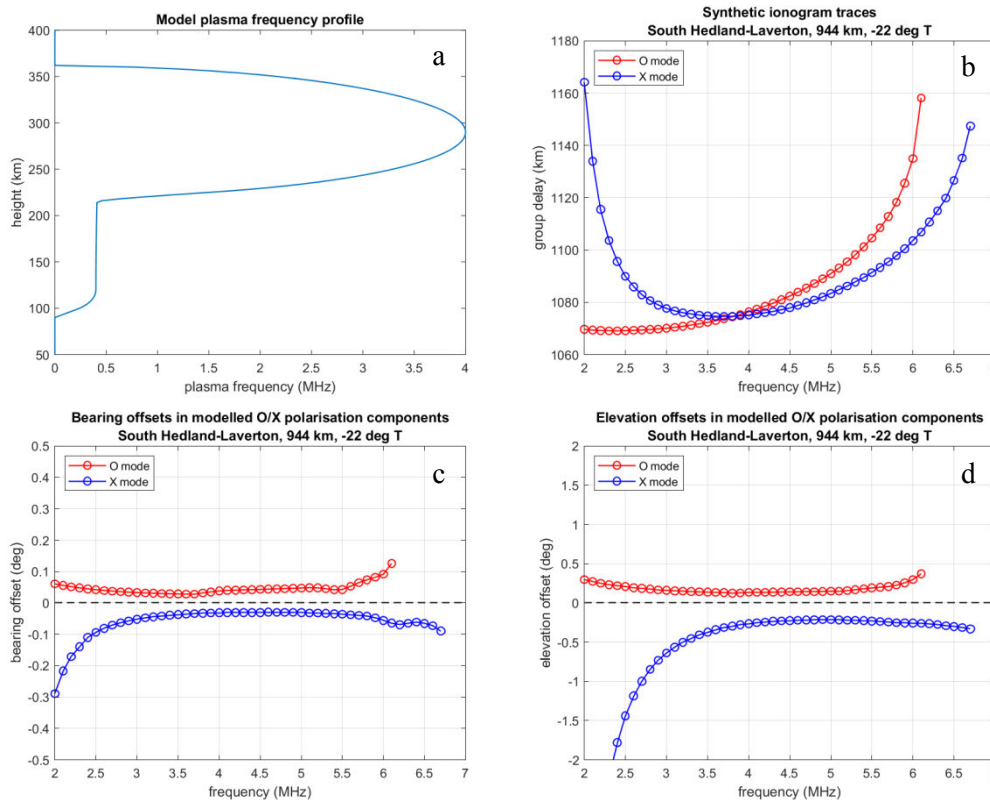 Model plasma frequency profile
a
400
350
300
250
200
150
100
50
0 0.5 1 1.5 2 2.5 3 3.5 4
height (km)
plasma frequency (MHz)
Synthetic ionogram traces
South Hedland-Laverton, 944 km, -22 deg T
b
O mode
X mode
1180
1160
1140
1120
1100
1080
1060
2 2.5 3 3.5 4 4.5 5 5.5 6 6.5 7
group delay (km)
frequency (MHz)
Bearing offsets in modelled O/X polarisation components
South Hedland-Laverton, 944 km, -22 deg T
c
O mode
X mode
0.5
0.4
0.3
0.2
0.1
0
-0.1
-0.2
-0.3
-0.4
-0.5
2 2.5 3 3.5 4 4.5 5 5.5 6 6.5 7
bearing offset (deg)
frequency (MHz)
Elevation offsets in modelled O/X polarisation components
South Hedland-Laverton, 944 km, -22 deg T
d
O mode
X mode
2
1.5
1
0.5
0
-0.5
-1
-1.5
-2
2 2.5 3 3.5 4 4.5 5 5.5 6 6.5 7
elevation offset (deg)
frequency (MHz)